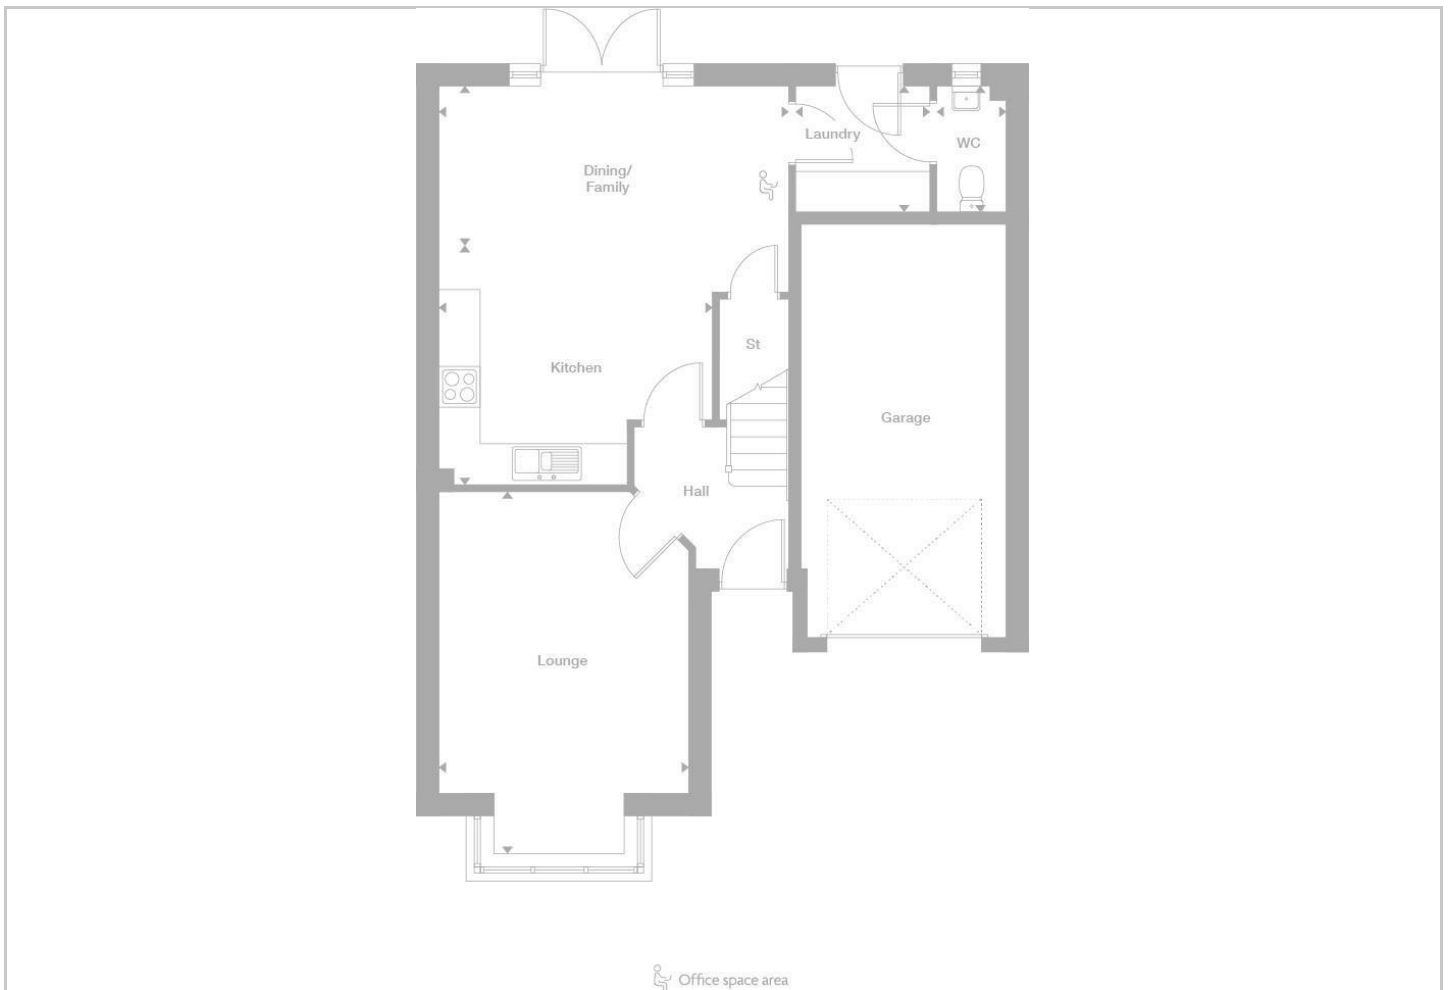 Laundry
WC
Dining/
Family
St
Kitchen
Garage
Hall
Lounge
Office space area